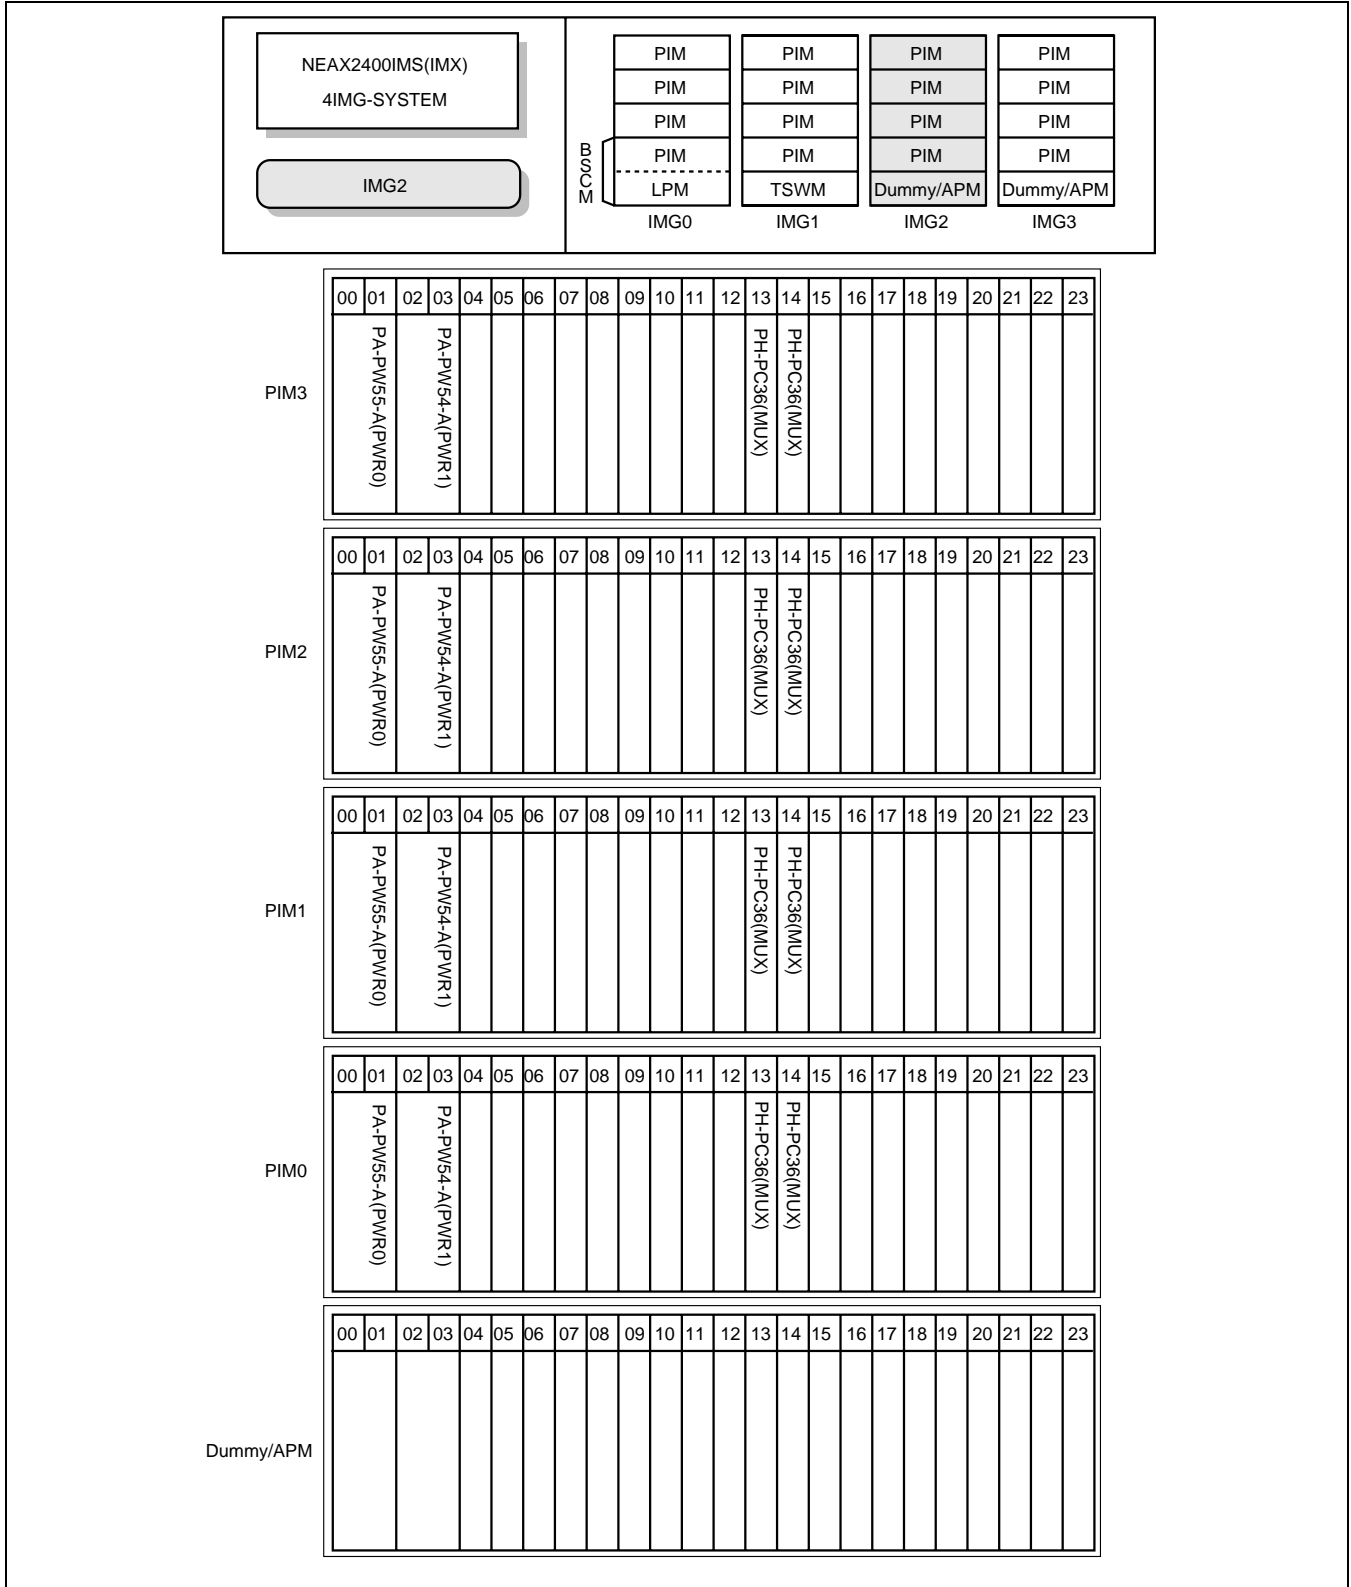 NEAX2400IMS(IMX)
4IMG-SYSTEM
IMG2
PIM PIM PIM PIM
PIM PIM PIM PIM
PIM PIM PIM PIM
BSCM
PIM PIM PIM PIM
LPM TSWM Dummy/APM Dummy/APM
IMG0 IMG1 IMG2 IMG3
00 01 02 03 04 05 06 07 08 09 10 11 12 13 14 15 16 17 18 19 20 21 22 23
PIM3
PA-PW55-A(PWR0)
PA-PW54-A(PWR1)
PH-PC36(MUX)
PH-PC36(MUX)
00 01 02 03 04 05 06 07 08 09 10 11 12 13 14 15 16 17 18 19 20 21 22 23
PIM2
PA-PW55-A(PWR0)
PA-PW54-A(PWR1)
PH-PC36(MUX)
PH-PC36(MUX)
00 01 02 03 04 05 06 07 08 09 10 11 12 13 14 15 16 17 18 19 20 21 22 23
PIM1
PA-PW55-A(PWR0)
PA-PW54-A(PWR1)
PH-PC36(MUX)
PH-PC36(MUX)
00 01 02 03 04 05 06 07 08 09 10 11 12 13 14 15 16 17 18 19 20 21 22 23
PIM0
PA-PW55-A(PWR0)
PA-PW54-A(PWR1)
PH-PC36(MUX)
PH-PC36(MUX)
00 01 02 03 04 05 06 07 08 09 10 11 12 13 14 15 16 17 18 19 20 21 22 23
Dummy/APM